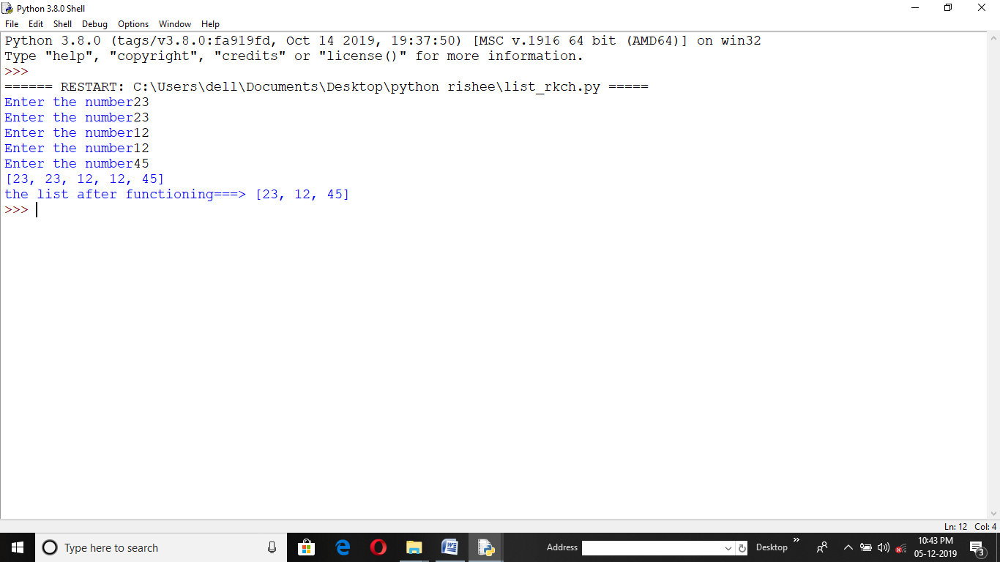 Python 3.8.0 Shell
File Edit Shell Debug Options Window Help
Python 3.8.0 (tags/v3.8.0:fa919fd, Oct 14 2019, 19:37:50) [MSC v.1916 64 bit (AMD64)] on win32
Type "help", "copyright", "credits" or "license()" for more information.
>>>
====== RESTART: C:\Users\dell\Documents\Desktop\python rishee\list_rkch.py =====
Enter the number23
Enter the number23
Enter the number12
Enter the number12
Enter the number45
[23, 23, 12, 12, 45]
the list after functioning===> [23, 12, 45]
>>>
Ln: 12 Col: 4
Type here to search
Address
Desktop
10:43 PM
05-12-2019
3